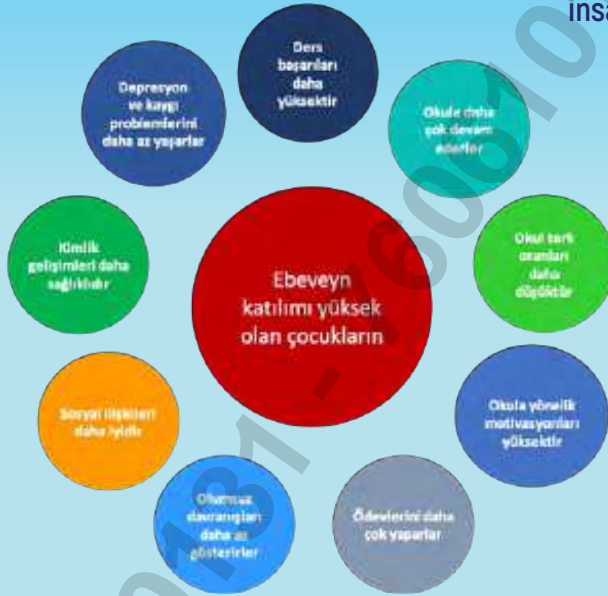 Ders
başarıları
daha
yüksektir
Okula daha
çok devam
ederler
Okul terk
oranları
daha
düşüktür
Okula yönelik
motivasyonları
yüksektir
Ödevlerini daha
çok yaparlar
Olumsuz
davranışları
daha az
gösterirler
Sosyal ilişkileri
daha iyidir
Kimlik
gelişimleri daha
sağlıklıdır
Depresyon
ve kaygı
problemlerini
daha az yaşarlar
Ebeveyn
katılımı yüksek
olan çocukların